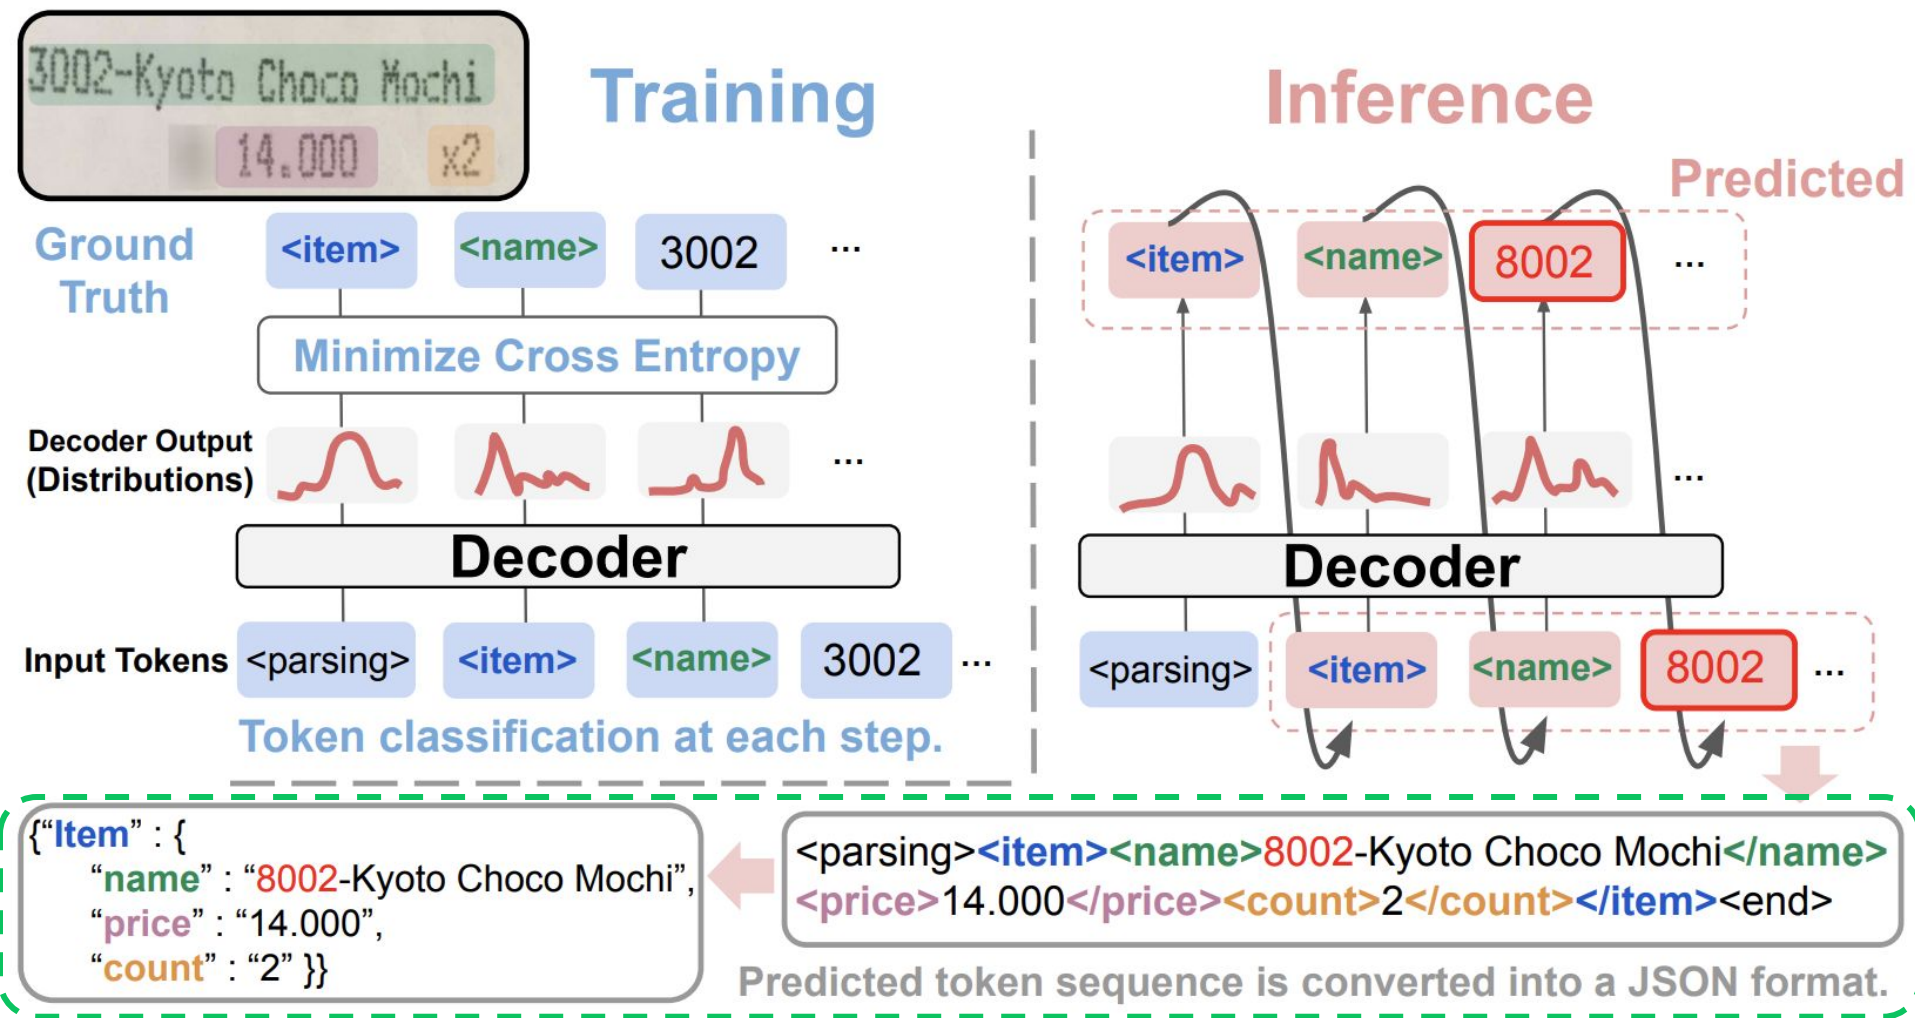 3002-Kyoto Choco Mochi
14.000 x2
Training
Inference
Predicted
Ground
Truth
<item> <name> 3002 ...
<item> <name> 8002 ...
Minimize Cross Entropy
Decoder Output
(Distributions)
...
...
Decoder
Decoder
Input Tokens <parsing> <item> <name> 3002 ...
<parsing> <item> <name> 8002 ...
Token classification at each step.
{“Item” : {
“name” : “8002-Kyoto Choco Mochi”,
“price” : “14.000”,
“count” : “2” }}
<parsing><item><name>8002-Kyoto Choco Mochi</name>
<price>14.000</price><count>2</count></item><end>
Predicted token sequence is converted into a JSON format.